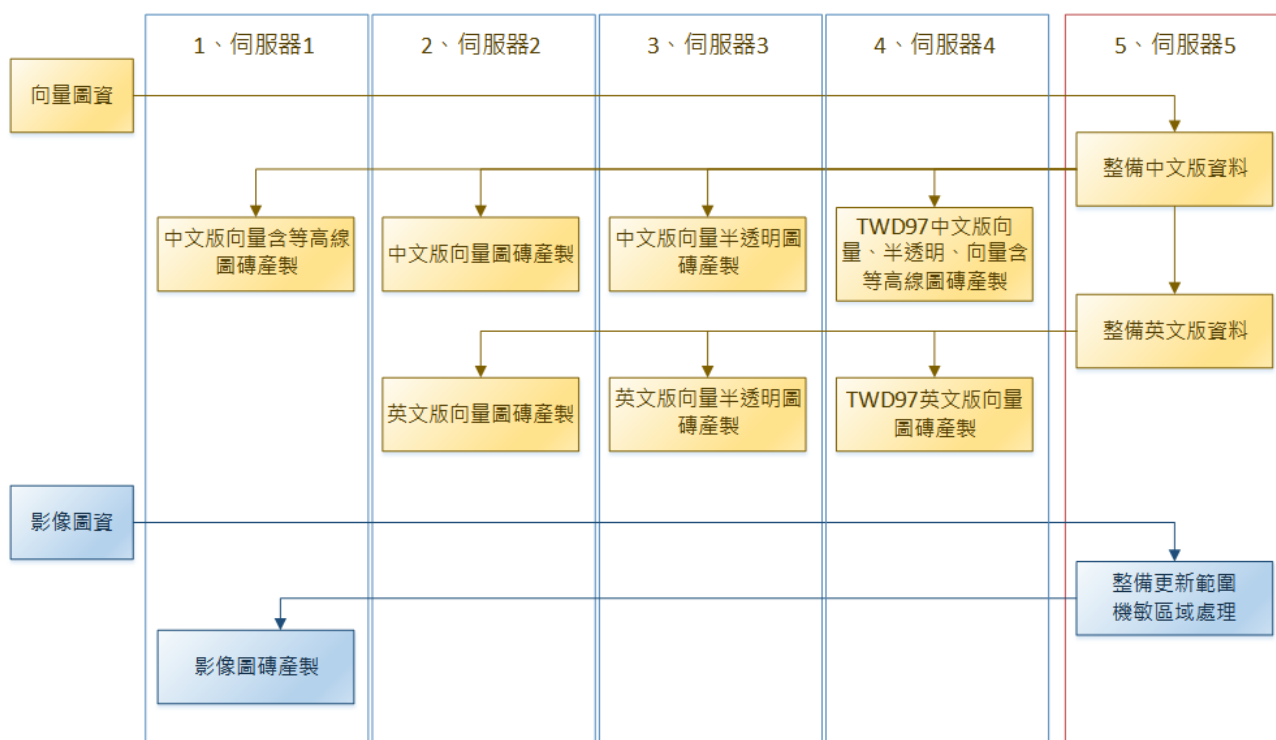 1、伺服器1
2、伺服器2
3、伺服器3
4、伺服器4
5、伺服器5
向量圖資
整備中文版資料
中文版向量含等高線
圖磚產製
中文版向量圖磚產製
中文版向量半透明圖
磚產製
TWD97中文版向
量、半透明、向量含
等高線圖磚產製
整備英文版資料
英文版向量圖磚產製
英文版向量半透明圖
磚產製
TWD97英文版向量
圖磚產製
影像圖資
整備更新範圍
機敏區域處理
影像圖磚產製